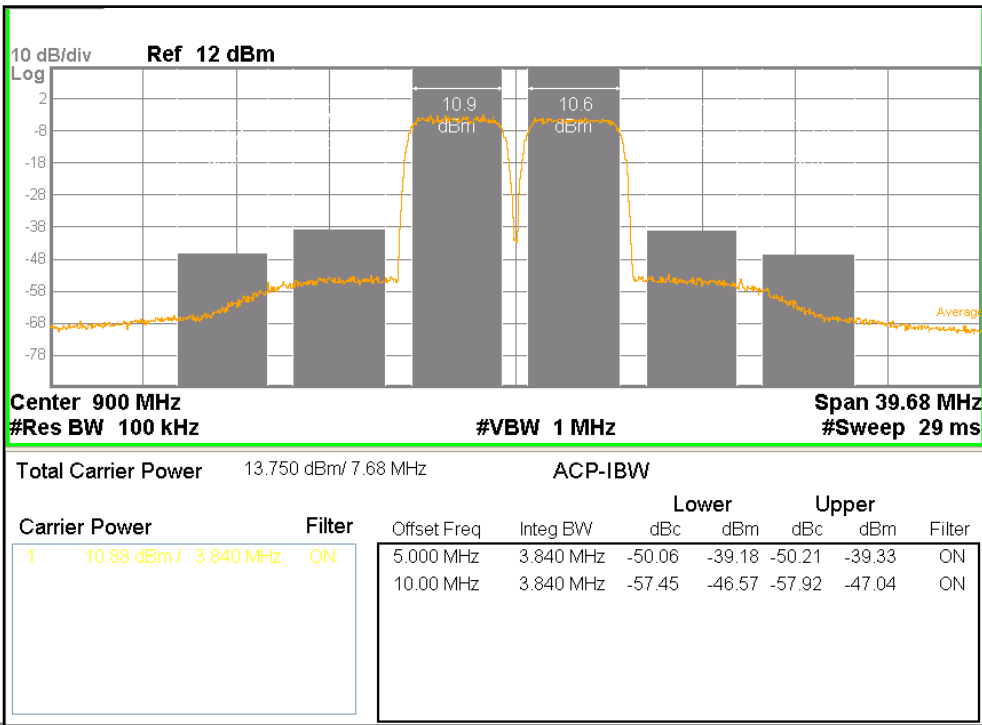 10 dB/div Ref 12 dBm
Log
2
-8
-18
-28
-38
-48
-58
-68
-78
10.9
dBm
10.6
dBm
Average
Center 900 MHz Span 39.68 MHz
#Res BW 100 kHz #VBW 1 MHz #Sweep 29 ms
Total Carrier Power 13.750 dBm/ 7.68 MHz ACP-IBW
Lower Upper
Carrier Power Filter Offset Freq Integ BW dBc dBm dBc dBm Filter
1 10.88 dBm / 3.840 MHz ON 5.000 MHz 3.840 MHz -50.06 -39.18 -50.21 -39.33 ON
10.00 MHz 3.840 MHz -57.45 -46.57 -57.92 -47.04 ON